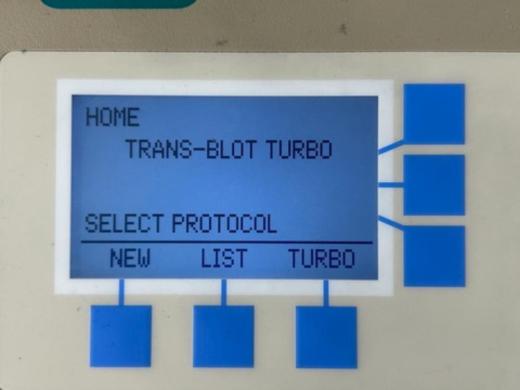 HOME
TRANS-BLOT TURBO
SELECT PROTOCOL
NEW LIST TURBO